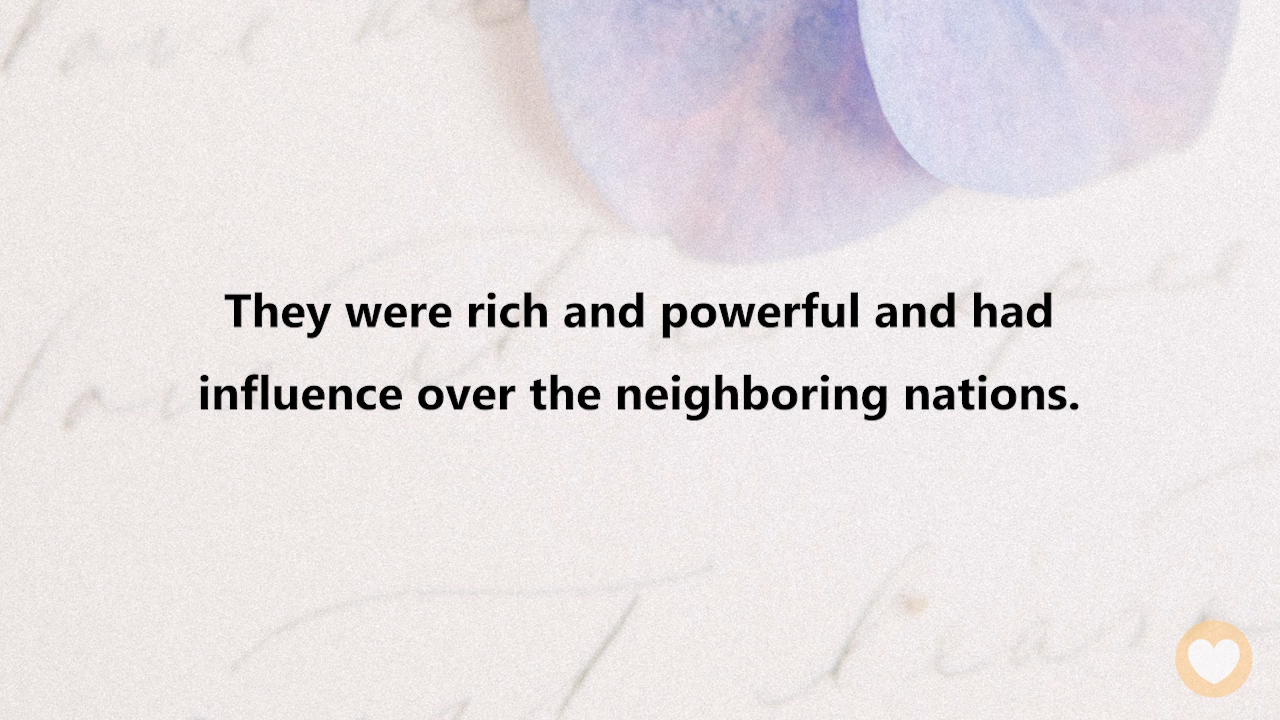 They were rich and powerful and had
influence over the neighboring nations.